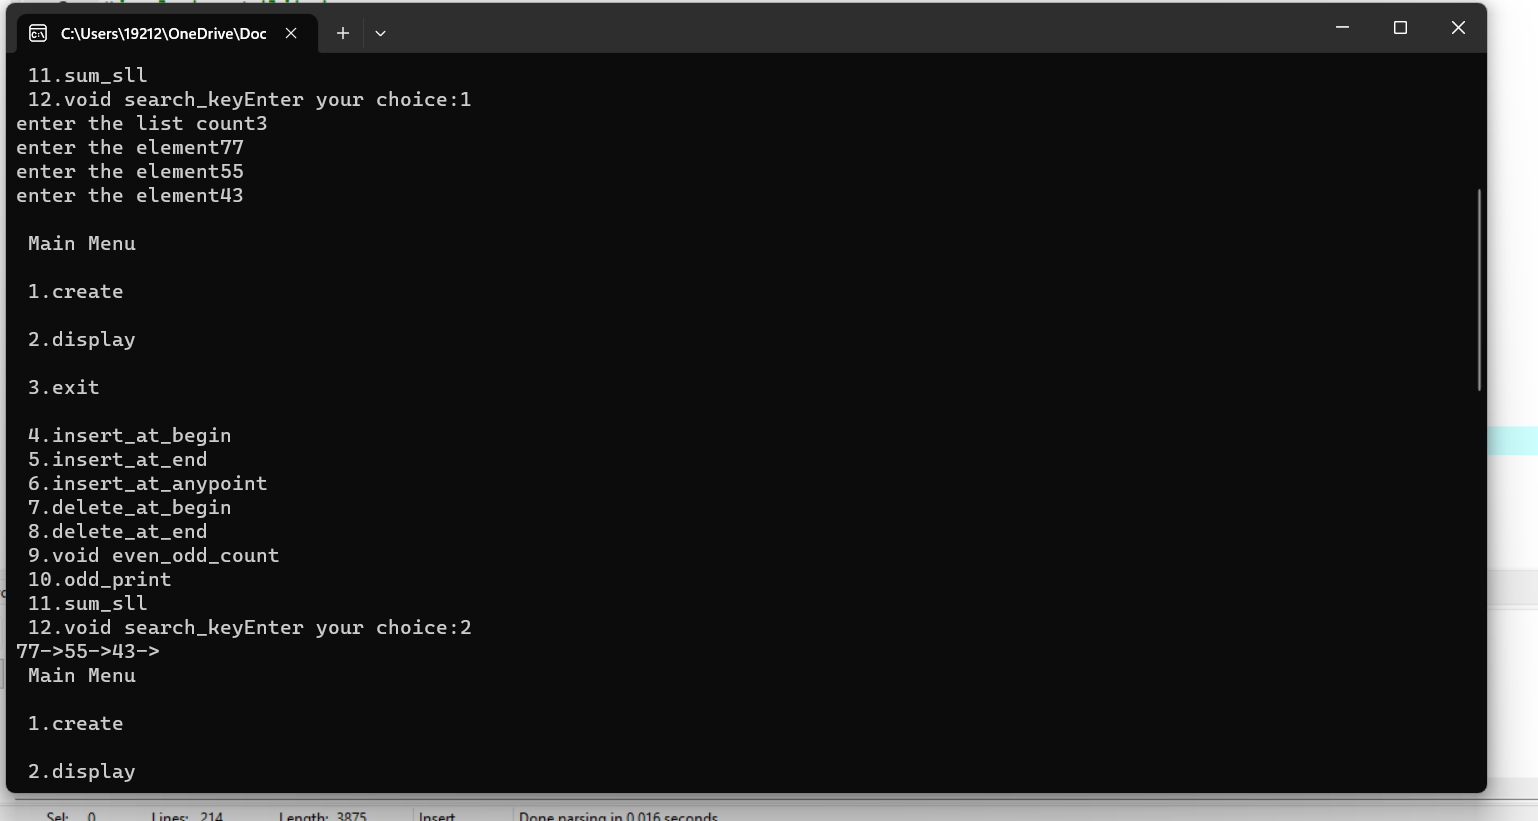 C:\Users\19212\OneDrive\Doc
11.sum_sll
12.void search_keyEnter your choice:1
enter the list count3
enter the element77
enter the element55
enter the element43
Main Menu
1.create
2.display
3.exit
4.insert_at_begin
5.insert_at_end
6.insert_at_anypoint
7.delete_at_begin
8.delete_at_end
9.void even_odd_count
10.odd_print
11.sum_sll
12.void search_keyEnter your choice:2
77->55->43->
Main Menu
1.create
2.display
Sel: 0 Lines: 214 Length: 3875 Insert Done parsing in 0.016 seconds